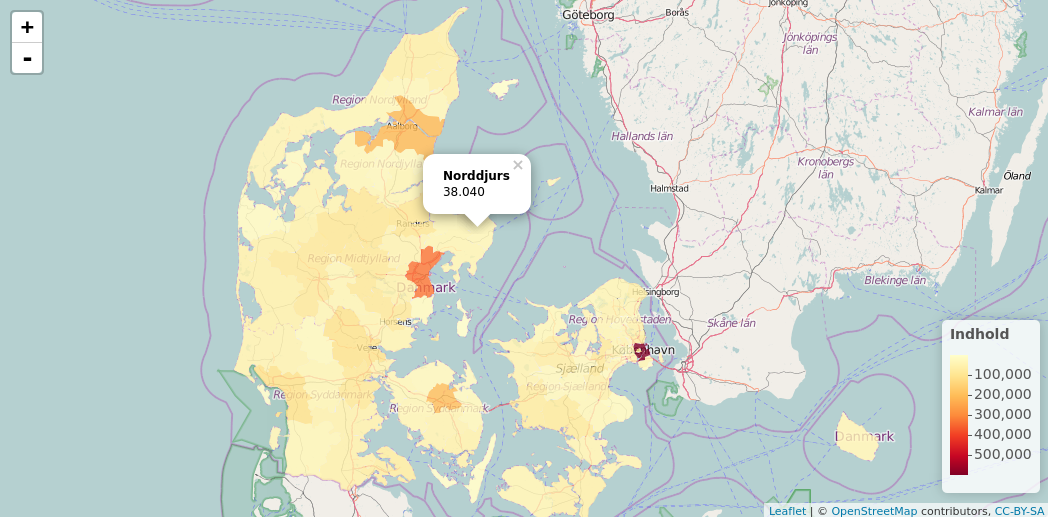 +
-
Göteborg
Borås
Jönköping
Jönköpings
län
Region Nordjylland
Kalmar län
Aalborg
Hallands län
Region Nordjylla
Kronobergs
län
Norddjurs
×
38.040
Öland
Halmstad
Kalmar
Randers
Region Midtjylland
Danmark
Blekinge län
Helsingborg
Horsens
Region Hovedstaden
Skåne län
Vejle
København
Sjælland
Region Sjælland
Region Syddanmark
Region Syddanmark
Danmark
Indhold
100,000
200,000
300,000
400,000
500,000
Leaflet | © OpenStreetMap contributors, CC-BY-SA